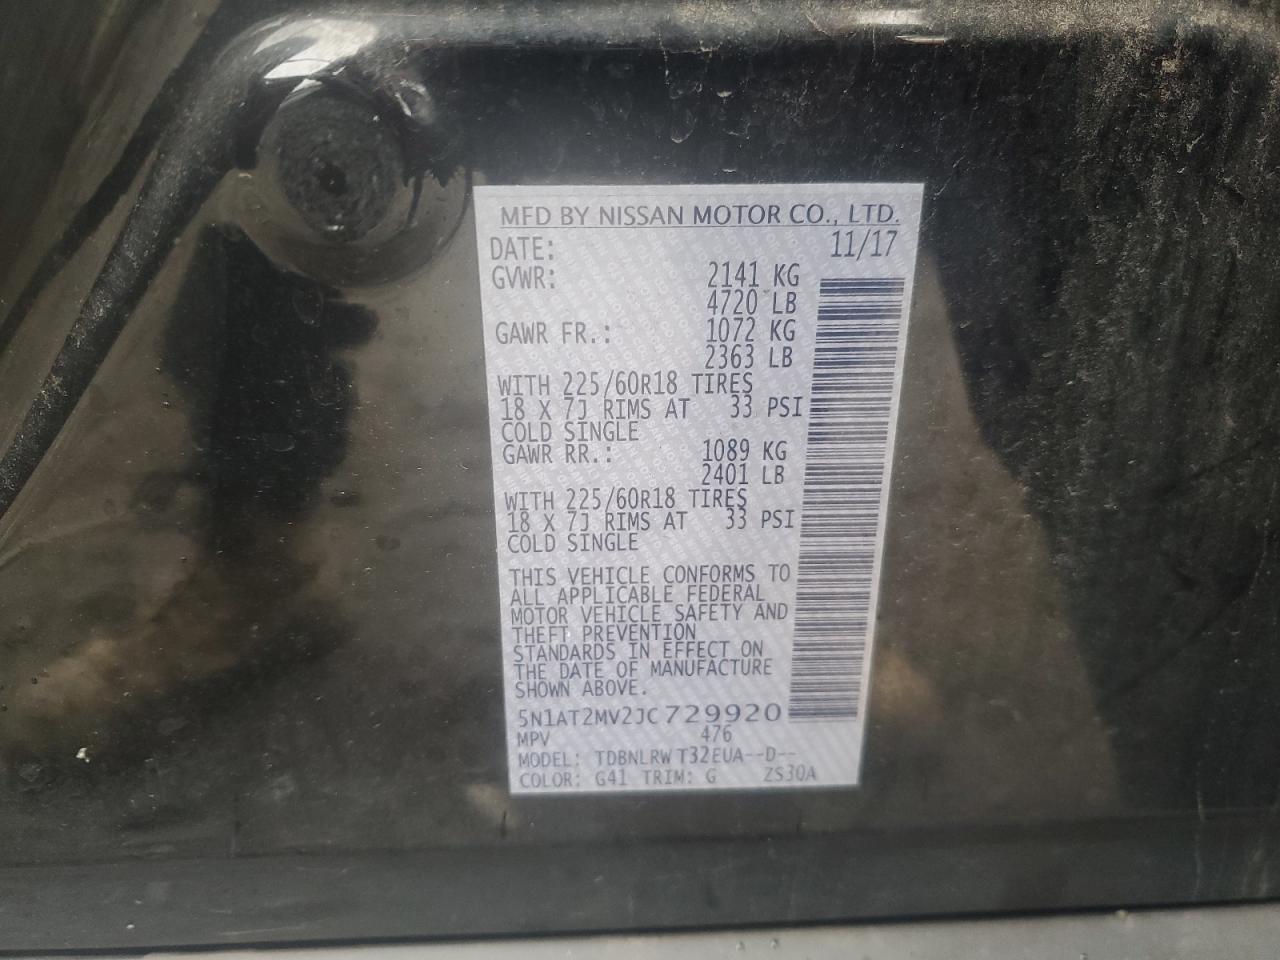 MFD BY NISSAN MOTOR CO., LTD.
DATE: 11/17
GVWR: 2141 KG
4720 LB
GAWR FR.: 1072 KG
2363 LB
WITH 225/60R18 TIRES
18 X 7J RIMS AT 33 PSI
COLD SINGLE
GAWR RR.: 1089 KG
2401 LB
WITH 225/60R18 TIRES
18 X 7J RIMS AT 33 PSI
COLD SINGLE
THIS VEHICLE CONFORMS TO
ALL APPLICABLE FEDERAL
MOTOR VEHICLE SAFETY AND
THEFT PREVENTION
STANDARDS IN EFFECT ON
THE DATE OF MANUFACTURE
SHOWN ABOVE.
5N1AT2MV2JC729920
MPV 476
MODEL: TDBNLRW T32EUA--D--
COLOR: G41 TRIM: G ZS30A